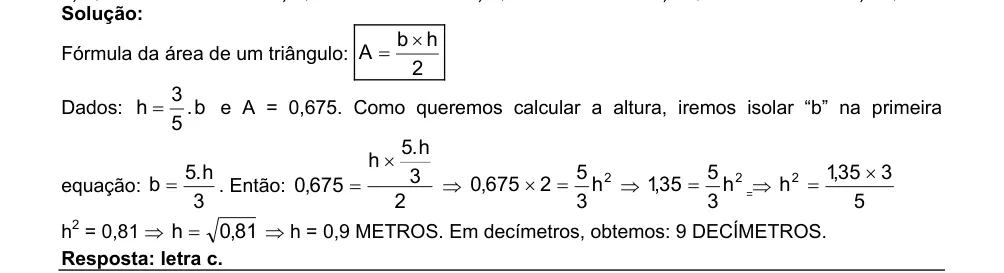 Solução:
Fórmula da área de um triângulo: A = b × h / 2
Dados: h = 3/5 .b e A = 0,675. Como queremos calcular a altura, iremos isolar “b” na primeira
equação: b = 5.h / 3 . Então: 0,675 = (h × 5.h/3) / 2 ⇒ 0,675 × 2 = 5/3 h² ⇒ 1,35 = 5/3 h² =⇒ h² = 1,35 × 3 / 5
h² = 0,81 ⇒ h = √0,81 ⇒ h = 0,9 METROS. Em decímetros, obtemos: 9 DECÍMETROS.
Resposta: letra c.